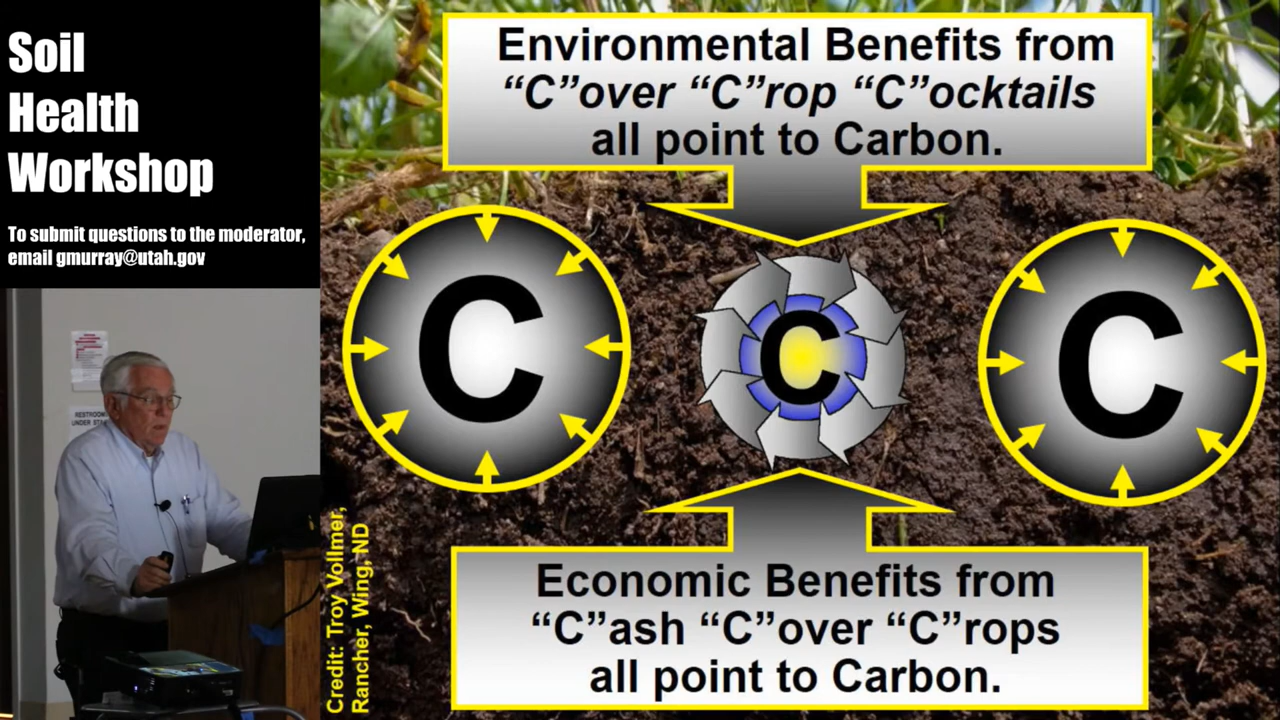 Soil
Health
Workshop
To submit questions to the moderator,
email gmurray@utah.gov
RESTROOMS
Environmental Benefits from
“C”over “C”rop “C”ocktails
all point to Carbon.
C
C
C
Economic Benefits from
“C”ash “C”over “C”rops
all point to Carbon.
Credit: Troy Vollmer,
Rancher, Wing, ND